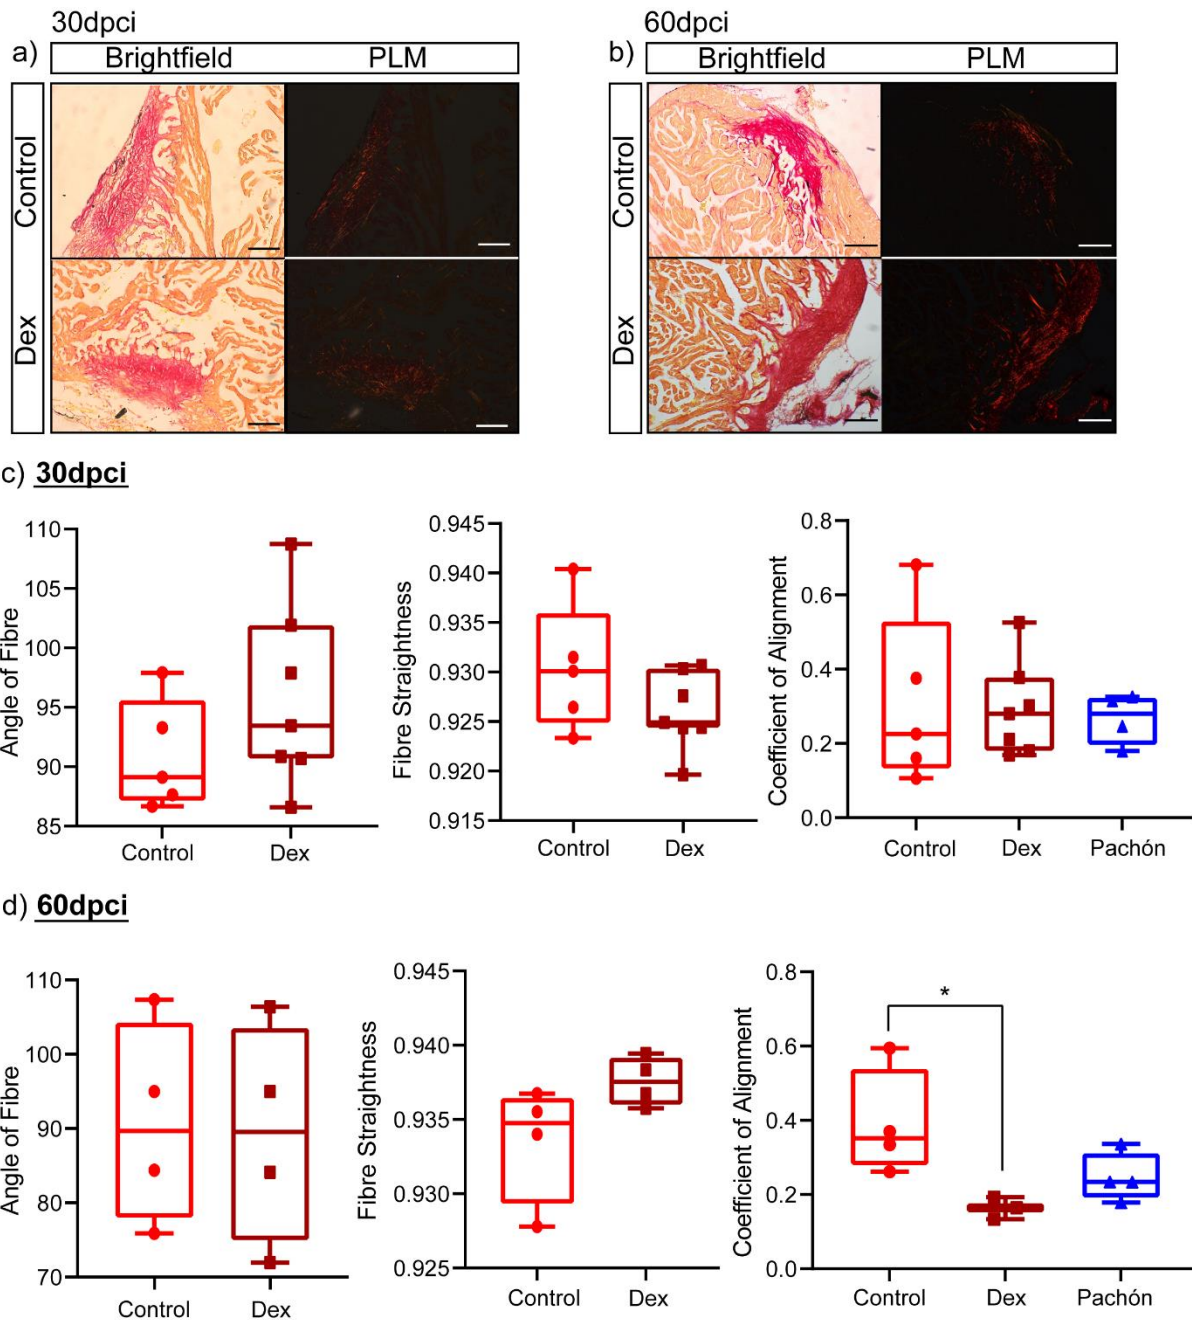 30dpci
a)
Brightfield PLM
Control
Dex
60dpci
b)
Brightfield PLM
Control
Dex
c) 30dpci
Angle of Fibre
110
105
100
95
90
85
Control Dex
Fibre Straightness
0.945
0.940
0.935
0.930
0.925
0.920
0.915
Control Dex
Coefficient of Alignment
0.8
0.6
0.4
0.2
0.0
Control Dex Pachón
d) 60dpci
Angle of Fibre
110
100
90
80
70
Control Dex
Fibre Straightness
0.945
0.940
0.935
0.930
0.925
Control Dex
Coefficient of Alignment
0.8
0.6
0.4
0.2
0.0
*
Control Dex Pachón